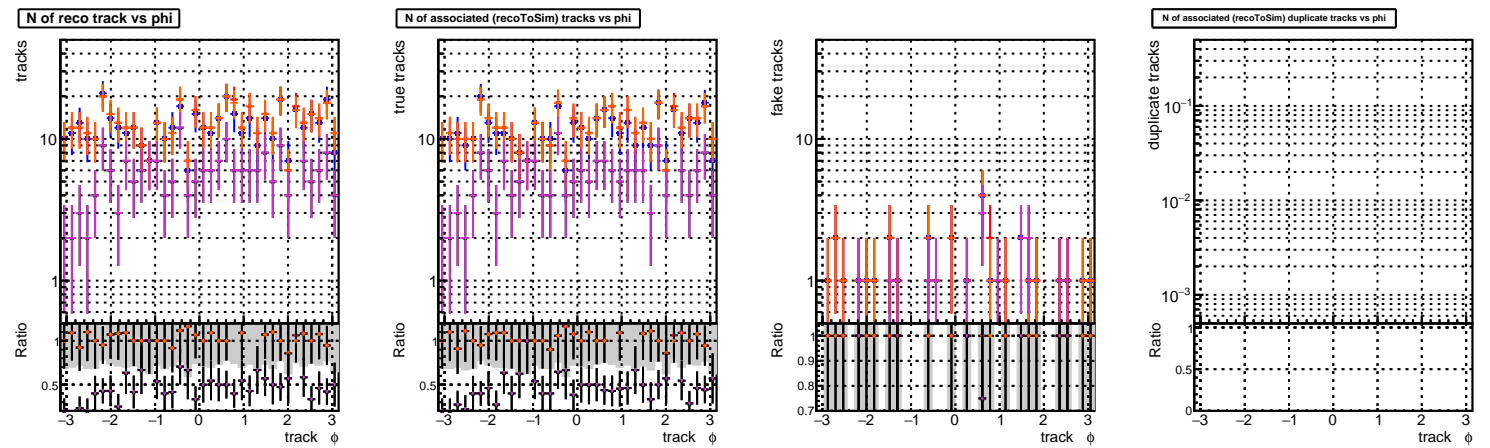 N of reco track vs phi
tracks
10
1
Ratio
1
0.5
−3 −2 −1 0 1 2 3
track ϕ
N of associated (recoToSim) tracks vs phi
true tracks
10
1
Ratio
1
0.5
−3 −2 −1 0 1 2 3
track ϕ
fake tracks
10
1
Ratio
1
0.9
0.8
0.7
−3 −2 −1 0 1 2 3
track ϕ
N of associated (recoToSim) duplicate tracks vs phi
duplicate tracks
10⁻¹
10⁻²
10⁻³
Ratio
1
0.5
0
−3 −2 −1 0 1 2 3
track ϕ